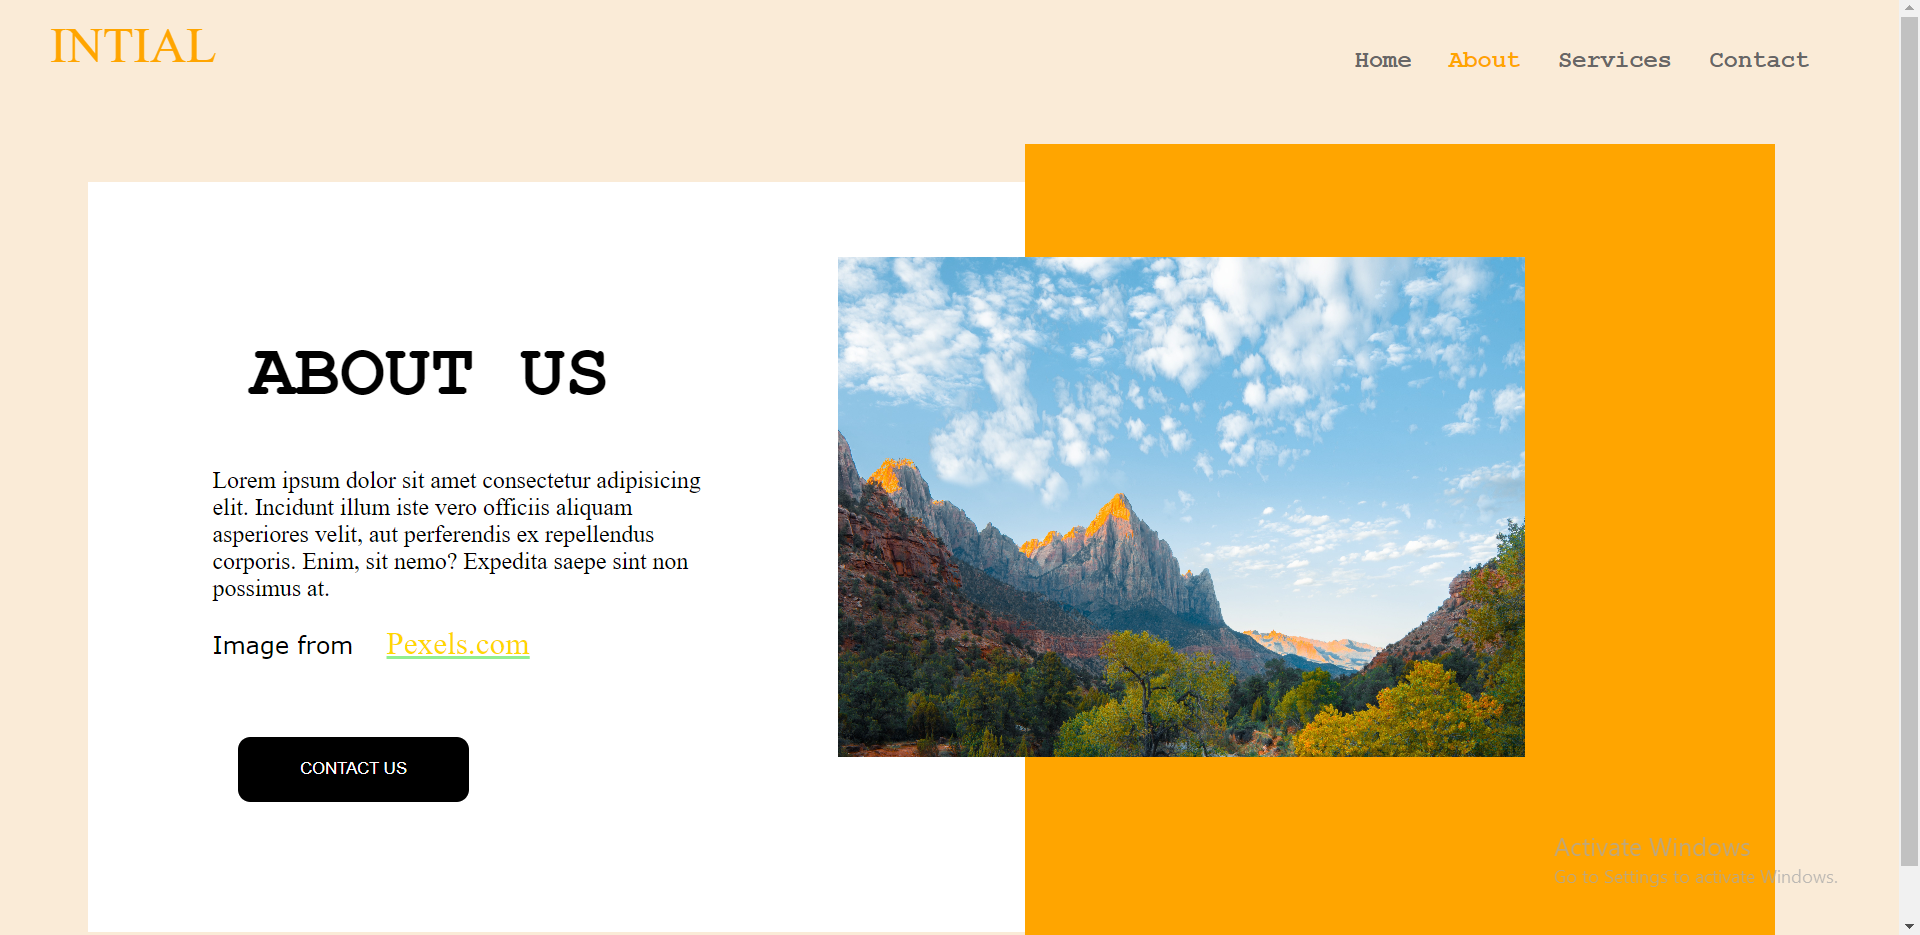 INTIAL
Home About Services Contact
ABOUT US
Lorem ipsum dolor sit amet consectetur adipisicing
elit. Incidunt illum iste vero officiis aliquam
asperiores velit, aut perferendis ex repellendus
corporis. Enim, sit nemo? Expedita saepe sint non
possimus at.
Image from Pexels.com
CONTACT US
Activate Windows
Go to Settings to activate Windows.